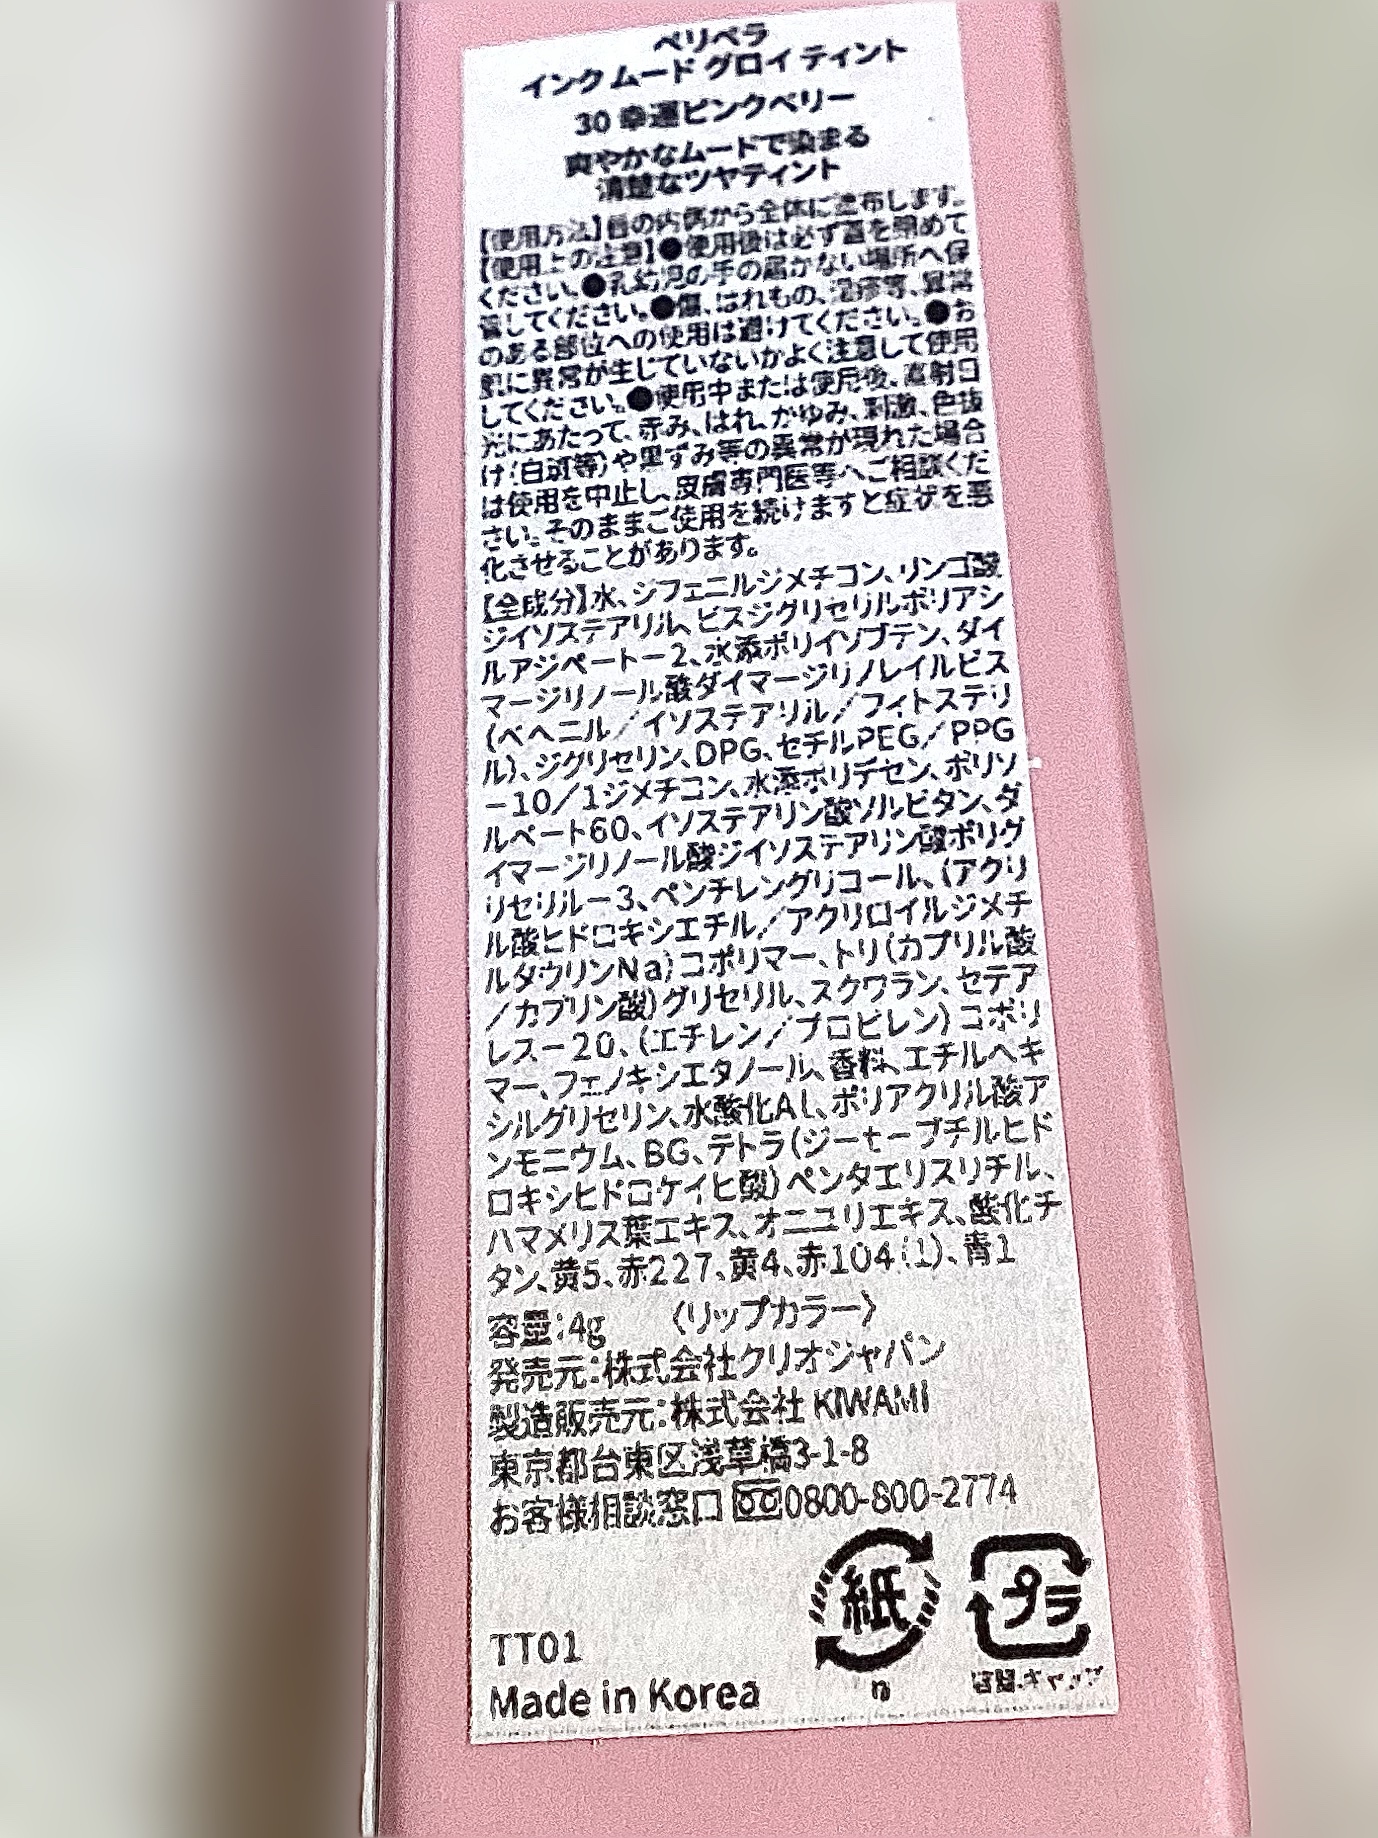 ペリペラ
インク ムード グロイ ティント
30 幸運ピンクベリー
爽やかなムードで染まる
清楚なツヤティント
【使用方法】唇の内側から全体に塗布します。
【使用上の注意】●使用後は必ず蓋を閉めて
ください。●乳幼児の手の届かない場所へ保
管してください。●傷、はれもの、湿疹等、異常
のある部位への使用は避けてください。●お
肌に異常が生じていないかよく注意して使用
してください。●使用中または使用後、直射日
光にあたって、赤み、はれ、かゆみ、刺激、色抜
け(白斑等)や黒ずみ等の異常が現れた場合
は使用を中止し、皮膚専門医等へご相談くだ
さい。そのままご使用を続けますと症状を悪
化させることがあります。
【全成分】水、ジフェニルジメチコン、リンゴ酸
ジイソステアリル、ビスジグリセリルポリアシ
ルアジペートー2、水添ポリイソブテン、ダイ
マージリノール酸ダイマージリノレイルビス
(ベヘニル/イソステアリル/フィトステリ
ル)、ジグリセリン、DPG、セチルPEG/PPG
-10/1ジメチコン、水添ポリデセン、ポリソ
ルベート60、イソステアリン酸ソルビタン、ダ
イマージリノール酸ジイソステアリン酸ポリグ
リセリルー3、ペンチレングリコール、(アクリ
ル酸ヒドロキシエチル/アクリロイルジメチ
ルタウリンNa)コポリマー、トリ(カプリル酸
/カプリン酸)グリセリル、スクワラン、セテア
レスー20、(エチレン/プロピレン)コポリ
マー、フェノキシエタノール、香料、エチルヘキ
シルグリセリン、水酸化Al、ポリアクリル酸ア
ンモニウム、BG、テトラ(ジーt-ブチルヒド
ロキシヒドロケイヒ酸)ペンタエリスリチル、
ハマメリス葉エキス、オニユリエキス、酸化チ
タン、黄5、赤227、黄4、赤104(1)、青1
容量:4g 〈リップカラー〉
発売元:株式会社クリオジャパン
製造販売元:株式会社 KIWAMI
東京都台東区浅草橋3-1-8
お客様相談窓口 0800-800-2774
紙 プラ
n 容器.キャップ
TT01
Made in Korea